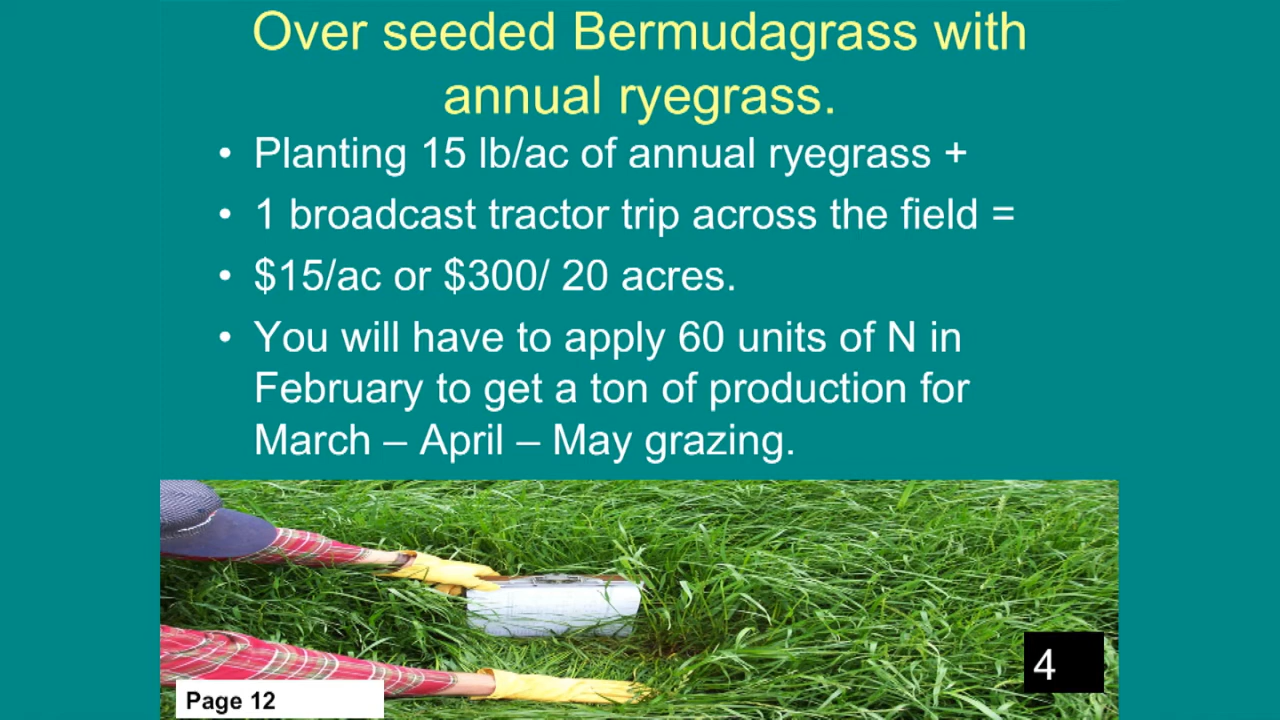 Over seeded Bermudagrass with
annual ryegrass.
• Planting 15 lb/ac of annual ryegrass +
• 1 broadcast tractor trip across the field =
• $15/ac or $300/ 20 acres.
• You will have to apply 60 units of N in
February to get a ton of production for
March – April – May grazing.
4
Page 12